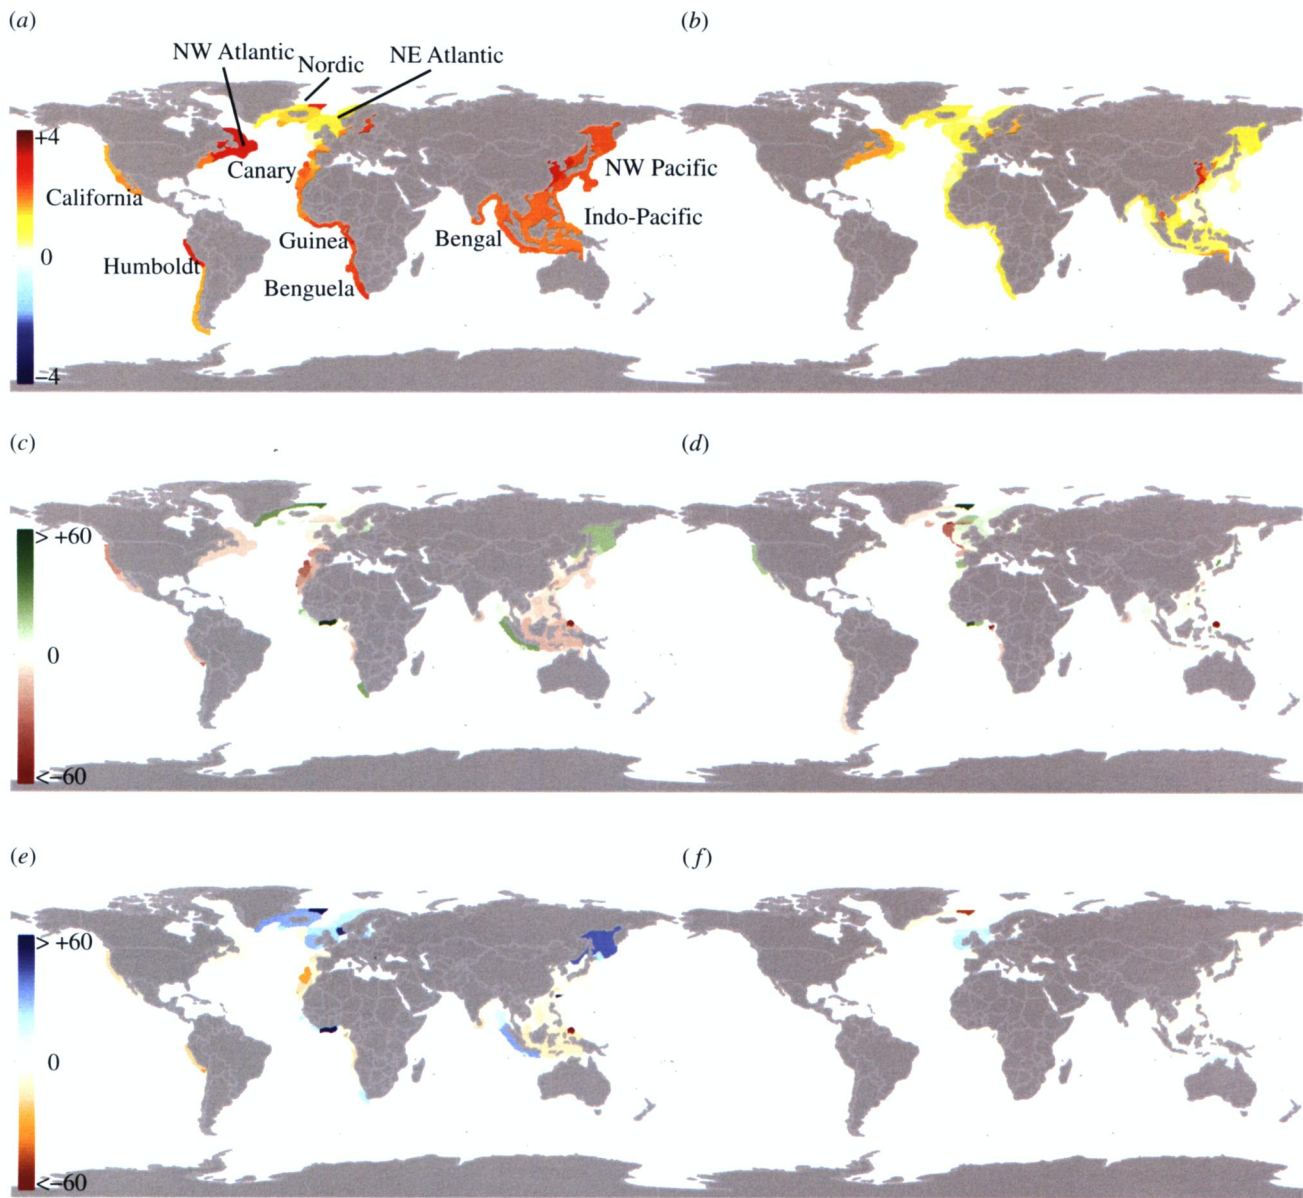 (a)
(b)
NW Atlantic
Nordic
NE Atlantic
+4
Canary
NW Pacific
California
Indo-Pacific
Guinea
Bengal
0
Humboldt
Benguela
−4
(c)
(d)
> +60
0
<−60
(e)
(f)
> +60
0
<−60